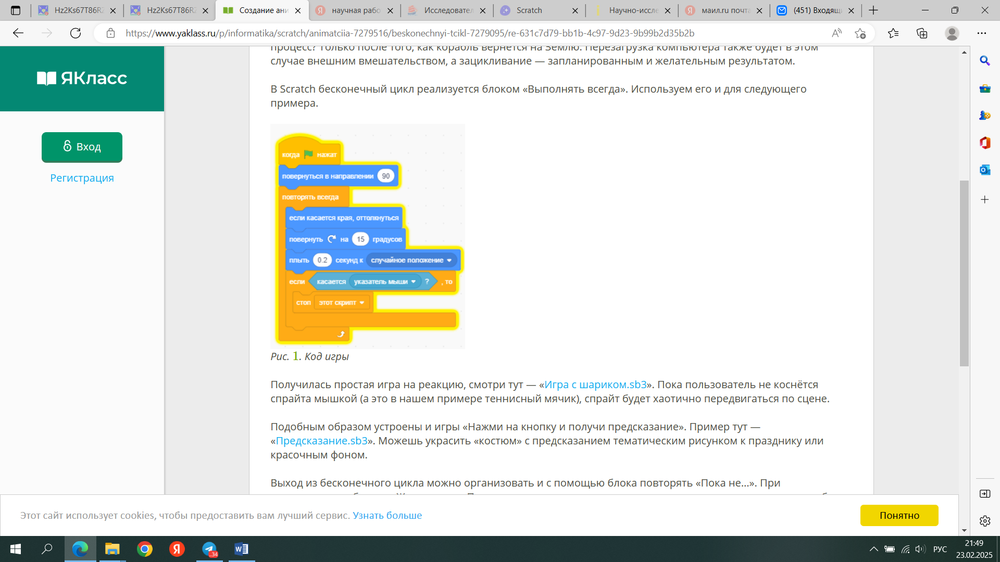 Hz2Ks67T86RZ
Hz2Ks67T86RZ
Создание ани
научная рабо
Исследовател
Scratch
Научно-иссле
маил.ru почта
(451) Входящи
https://www.yaklass.ru/p/informatika/scratch/animatciia-7279516/beskonechnyi-tcikl-7279095/re-631c7d79-bb1b-4c97-9d23-9b99b2d35b2b
ЯКласс
Вход
Регистрация
процесс? Только после того, как корабль вернётся на Землю. Перезагрузка компьютера также будет в этом
случае внешним вмешательством, а зацикливание — запланированным и желательным результатом.
В Scratch бесконечный цикл реализуется блоком «Выполнять всегда». Используем его и для следующего
примера.
когда нажат
повернуться в направлении 90
повторять всегда
если касается края, оттолкнуться
повернуть на 15 градусов
плыть 0.2 секунд к случайное положение
если касается указатель мыши ? , то
стоп этот скрипт
Рис. 1. Код игры
Получилась простая игра на реакцию, смотри тут — «Игра с шариком.sb3». Пока пользователь не коснётся
спрайта мышкой (а это в нашем примере теннисный мячик), спрайт будет хаотично передвигаться по сцене.
Подобным образом устроены и игры «Нажми на кнопку и получи предсказание». Пример тут —
«Предсказание.sb3». Можешь украсить «костюм» с предсказанием тематическим рисунком к празднику или
красочным фоном.
Выход из бесконечного цикла можно организовать и с помощью блока повторять «Пока не...». При
Этот сайт использует cookies, чтобы предоставить вам лучший сервис. Узнать больше
Понятно
..34
РУС
21:49
23.02.2025